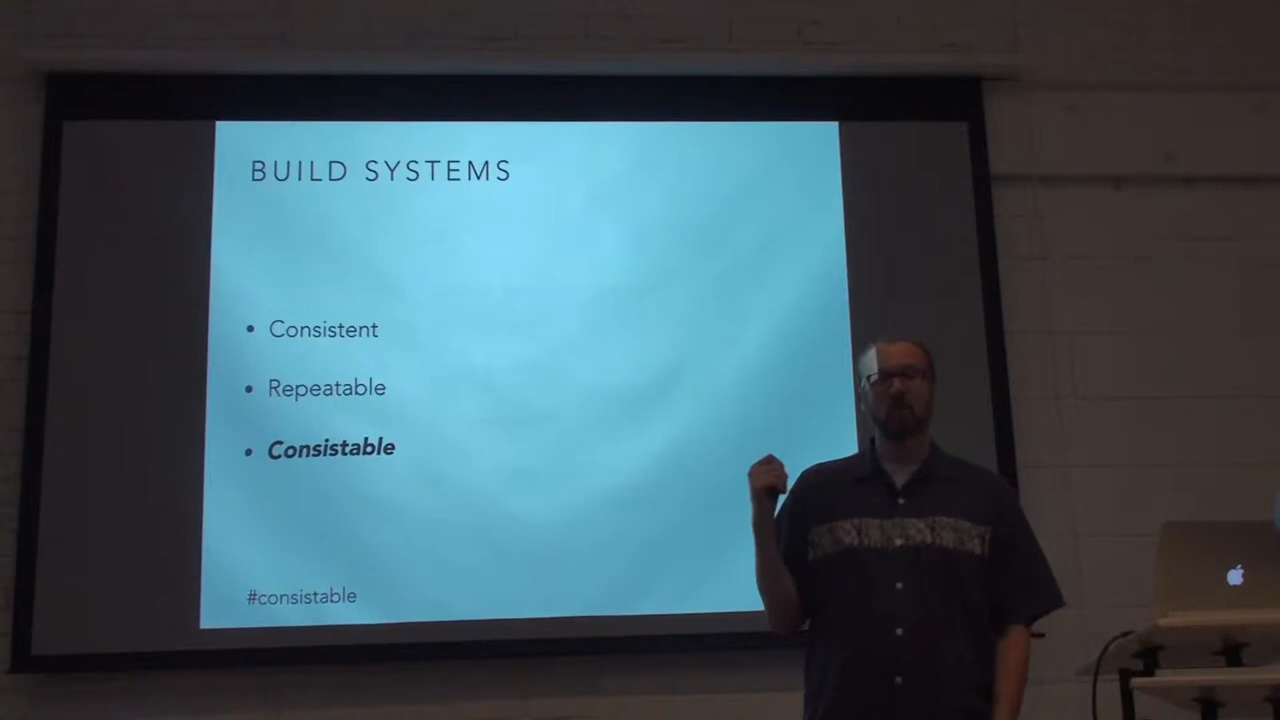 BUILD SYSTEMS
• Consistent
• Repeatable
• Consistable
#consistable